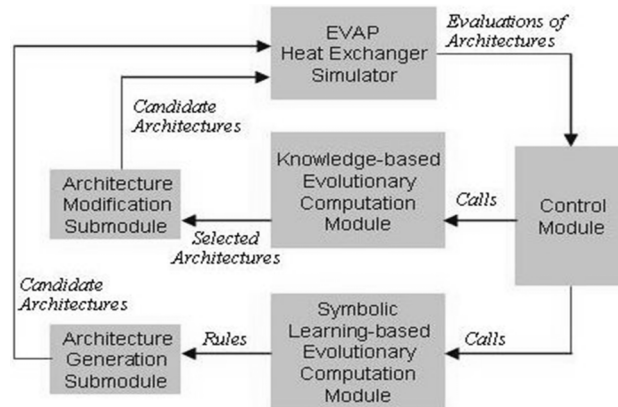 EVAP
Heat Exchanger
Simulator
Evaluations of
Architectures
Candidate
Architectures
Knowledge-based
Evolutionary
Computation
Module
Architecture
Modification
Submodule
Calls
Control
Module
Selected
Architectures
Candidate
Architectures
Symbolic
Learning-based
Evolutionary
Computation
Module
Architecture
Generation
Submodule
Rules
Calls